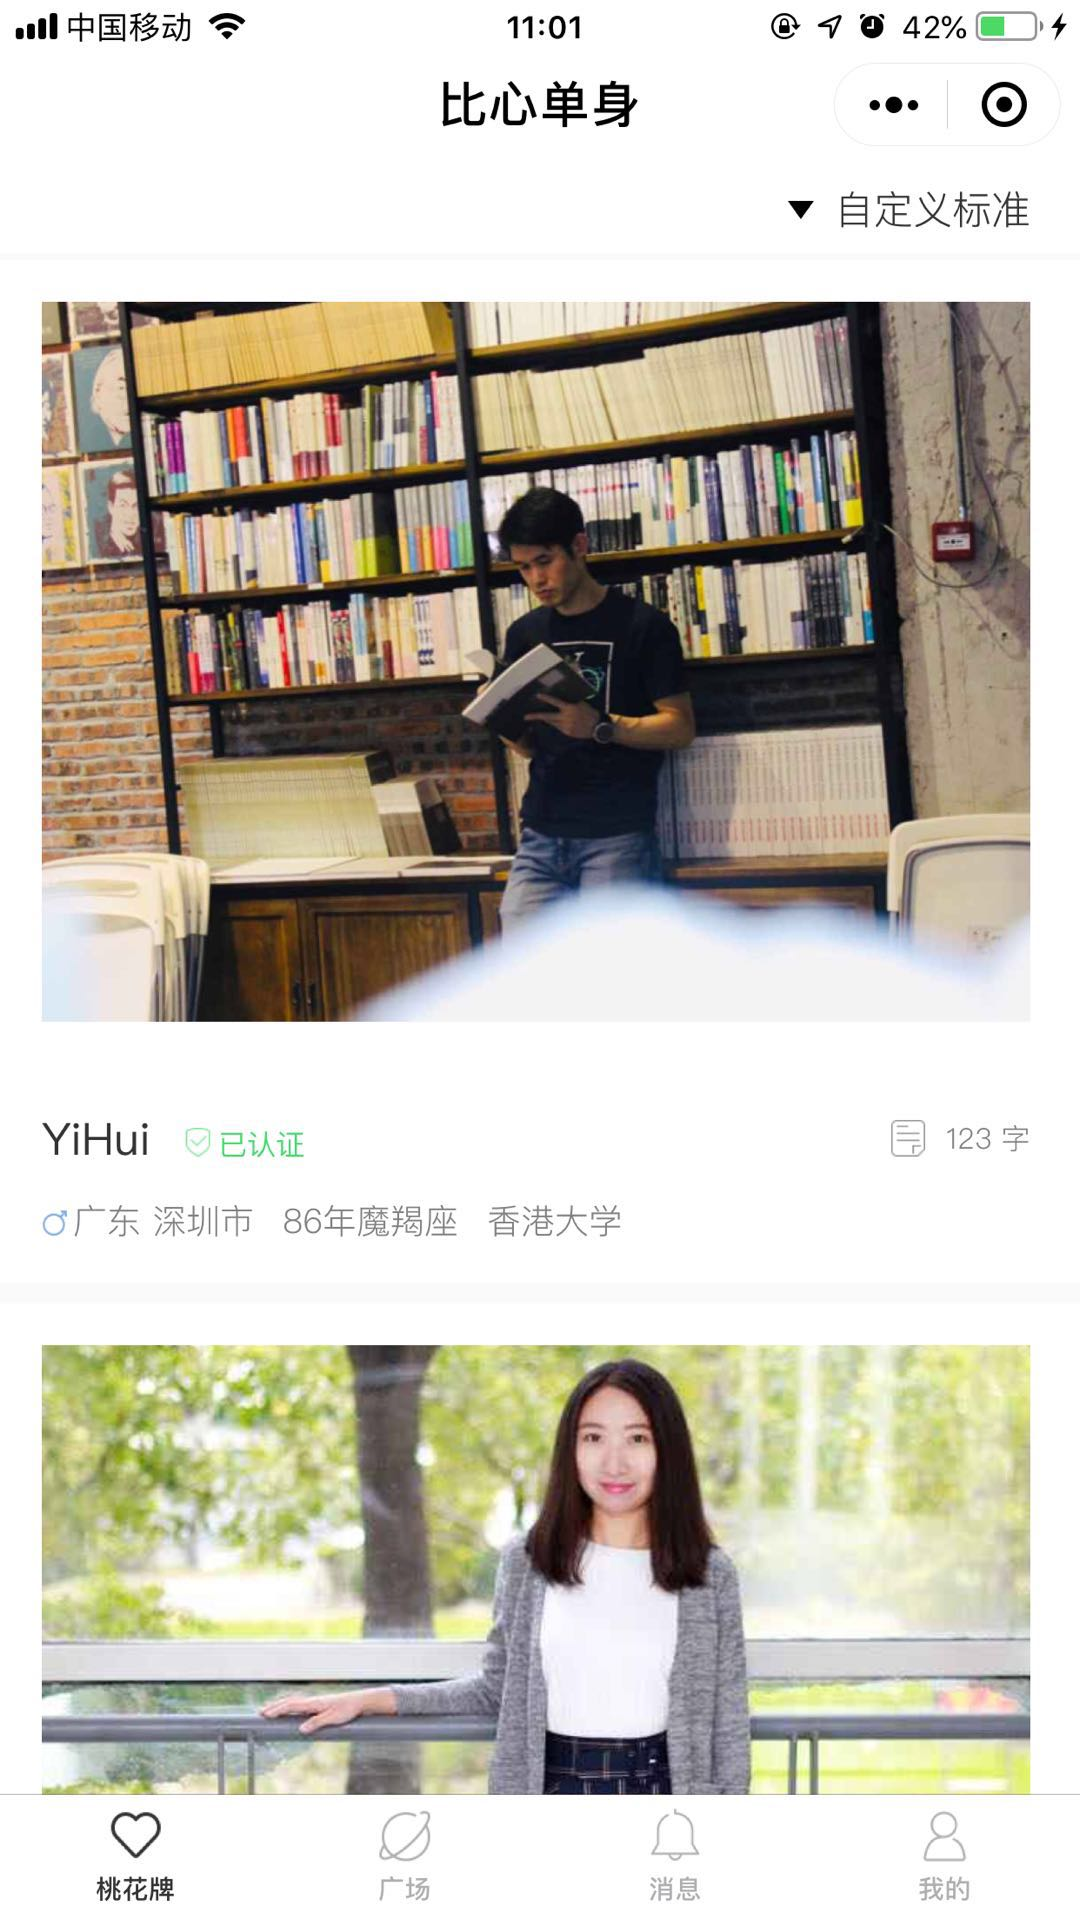 中国移动 11:01 42%
比心单身
自定义标准
YiHui 已认证 123 字
广东 深圳市 86年魔羯座 香港大学
桃花牌 广场 消息 我的